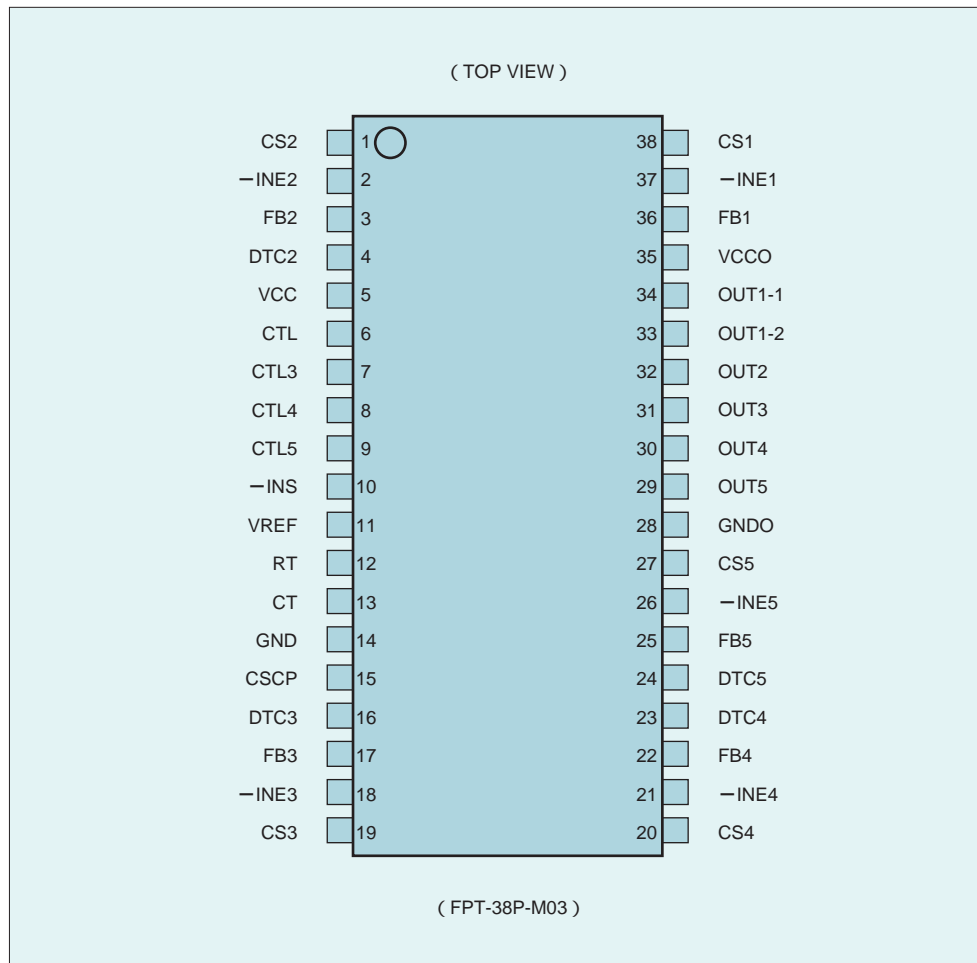 ( TOP VIEW )
CS2 1 38 CS1
−INE2 2 37 −INE1
FB2 3 36 FB1
DTC2 4 35 VCCO
VCC 5 34 OUT1-1
CTL 6 33 OUT1-2
CTL3 7 32 OUT2
CTL4 8 31 OUT3
CTL5 9 30 OUT4
−INS 10 29 OUT5
VREF 11 28 GNDO
RT 12 27 CS5
CT 13 26 −INE5
GND 14 25 FB5
CSCP 15 24 DTC5
DTC3 16 23 DTC4
FB3 17 22 FB4
−INE3 18 21 −INE4
CS3 19 20 CS4
( FPT-38P-M03 )